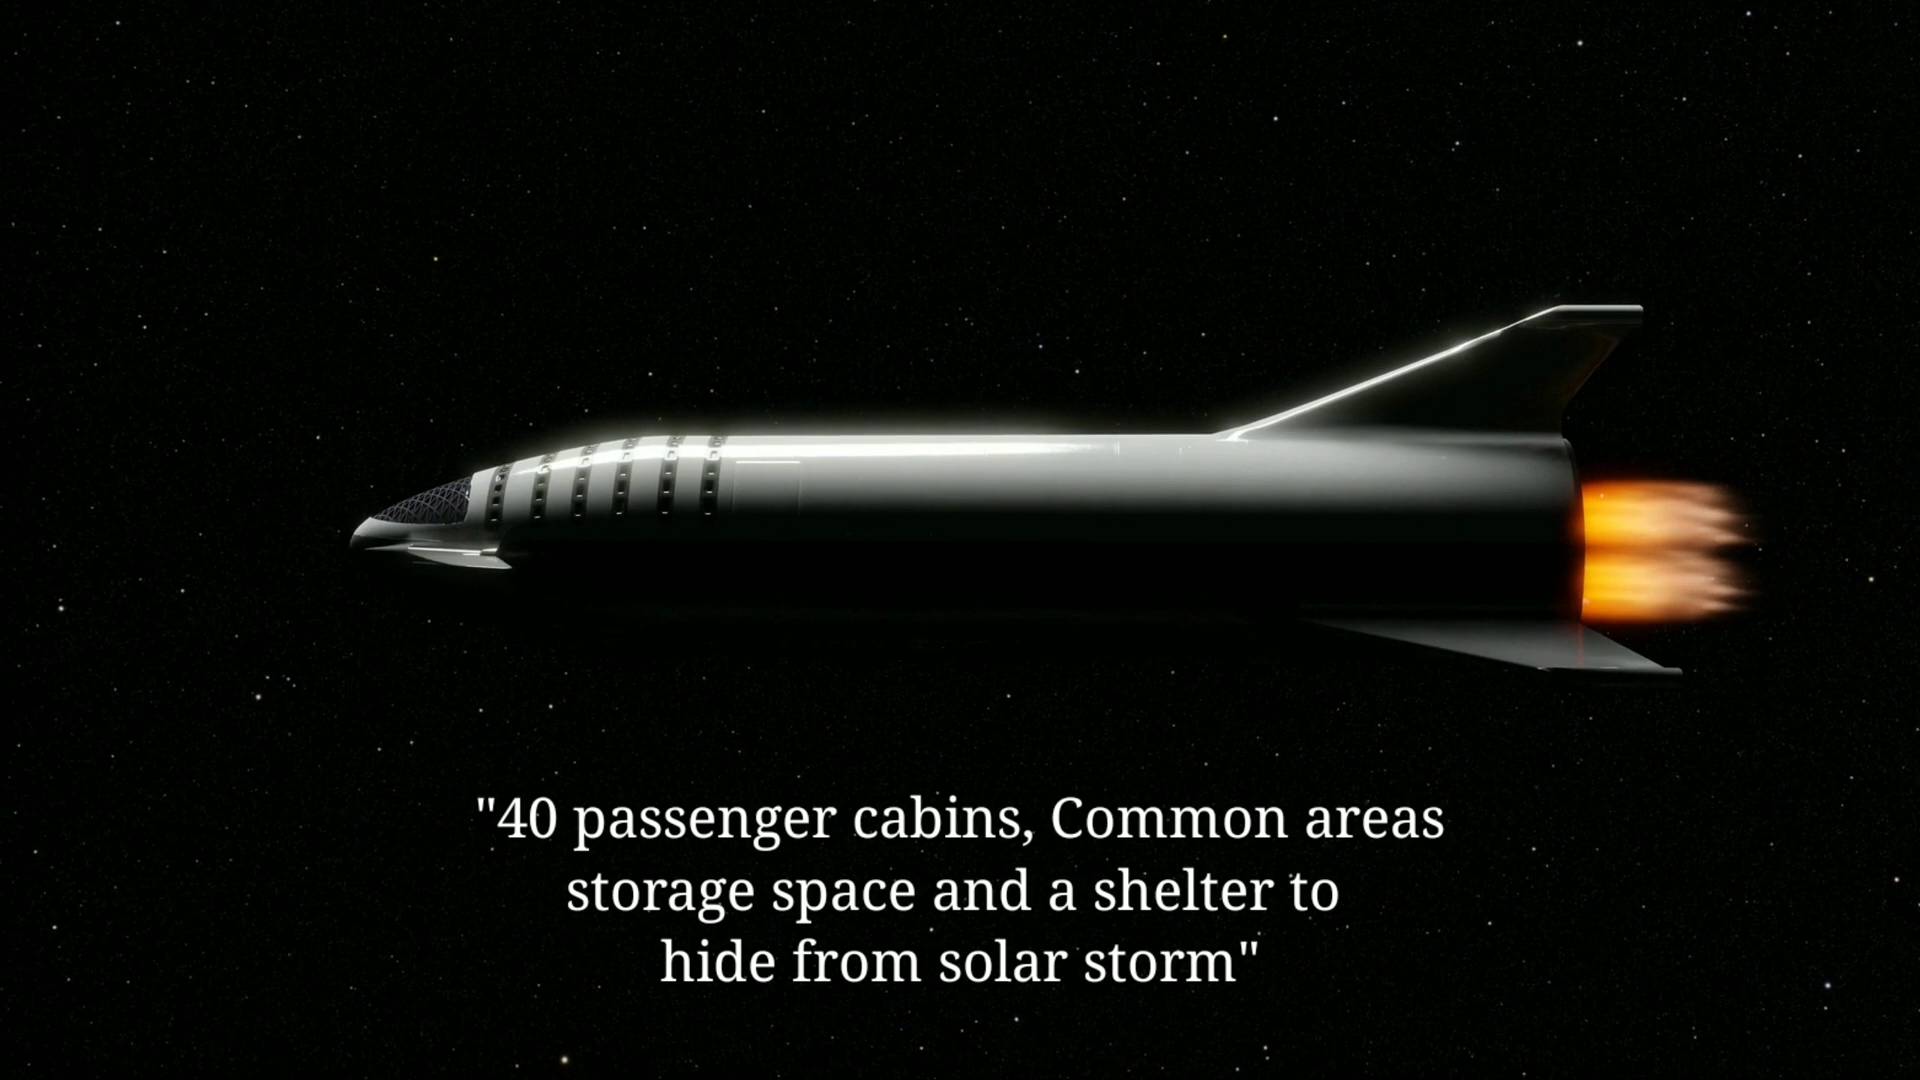 "40 passenger cabins, Common areas
storage space and a shelter to
hide from solar storm"